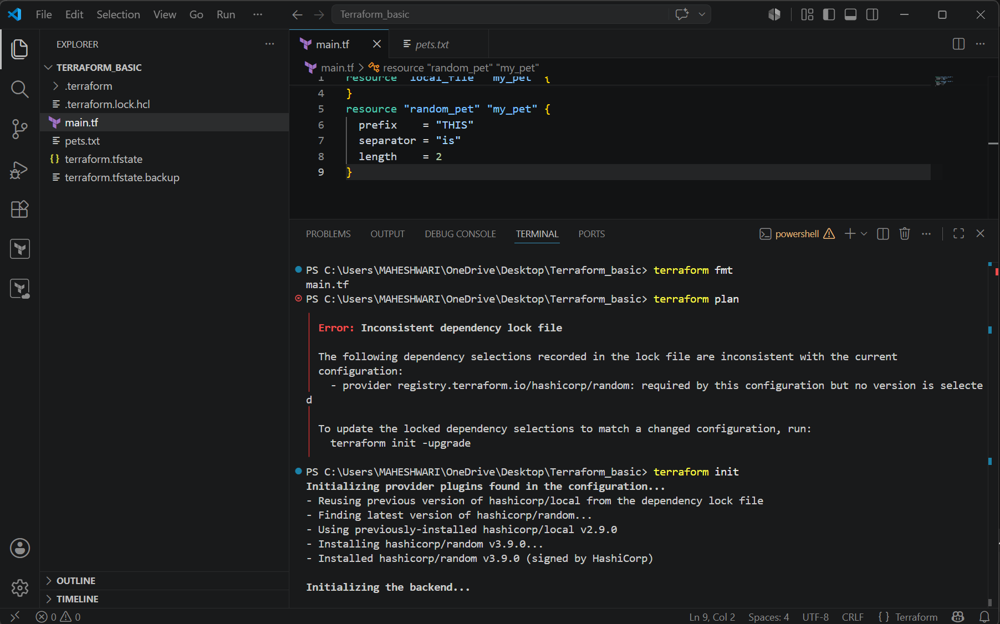 File Edit Selection View Go Run ··· Terraform_basic
EXPLORER ···
TERRAFORM_BASIC
.terraform
.terraform.lock.hcl
main.tf
pets.txt
{} terraform.tfstate
terraform.tfstate.backup
OUTLINE
TIMELINE
main.tf pets.txt
main.tf > resource "random_pet" "my_pet"
1 resource "local_file" "my_pet" {
4 }
5 resource "random_pet" "my_pet" {
6 prefix = "THIS"
7 separator = "is"
8 length = 2
9 }
PROBLEMS OUTPUT DEBUG CONSOLE TERMINAL PORTS powershell
PS C:\Users\MAHESHWARI\OneDrive\Desktop\Terraform_basic> terraform fmt
main.tf
PS C:\Users\MAHESHWARI\OneDrive\Desktop\Terraform_basic> terraform plan
Error: Inconsistent dependency lock file
The following dependency selections recorded in the lock file are inconsistent with the current
configuration:
- provider registry.terraform.io/hashicorp/random: required by this configuration but no version is selecte
d
To update the locked dependency selections to match a changed configuration, run:
terraform init -upgrade
PS C:\Users\MAHESHWARI\OneDrive\Desktop\Terraform_basic> terraform init
Initializing provider plugins found in the configuration...
- Reusing previous version of hashicorp/local from the dependency lock file
- Finding latest version of hashicorp/random...
- Using previously-installed hashicorp/local v2.9.0
- Installing hashicorp/random v3.9.0...
- Installed hashicorp/random v3.9.0 (signed by HashiCorp)
Initializing the backend...
0 0 Ln 9, Col 2 Spaces: 4 UTF-8 CRLF {} Terraform